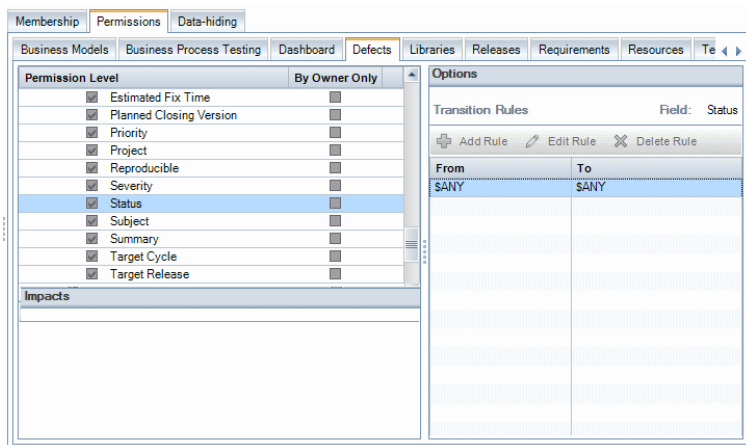 Membership Permissions Data-hiding
Business Models Business Process Testing Dashboard Defects Libraries Releases Requirements Resources Te
Permission Level By Owner Only
Estimated Fix Time
Planned Closing Version
Priority
Project
Reproducible
Severity
Status
Subject
Summary
Target Cycle
Target Release
Impacts
Options
Transition Rules Field: Status
Add Rule Edit Rule Delete Rule
From To
$ANY $ANY